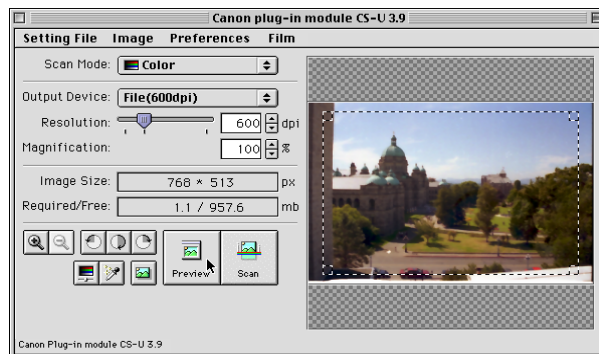 Canon plug-in module CS-U 3.9
Setting File Image Preferences Film
Scan Mode: Color
Output Device: File(600dpi)
Resolution: 600 dpi
Magnification: 100 %
Image Size: 768 * 513 px
Required/Free: 1.1 / 957.6 mb
Preview Scan
Canon Plug-in module CS-U 3.9